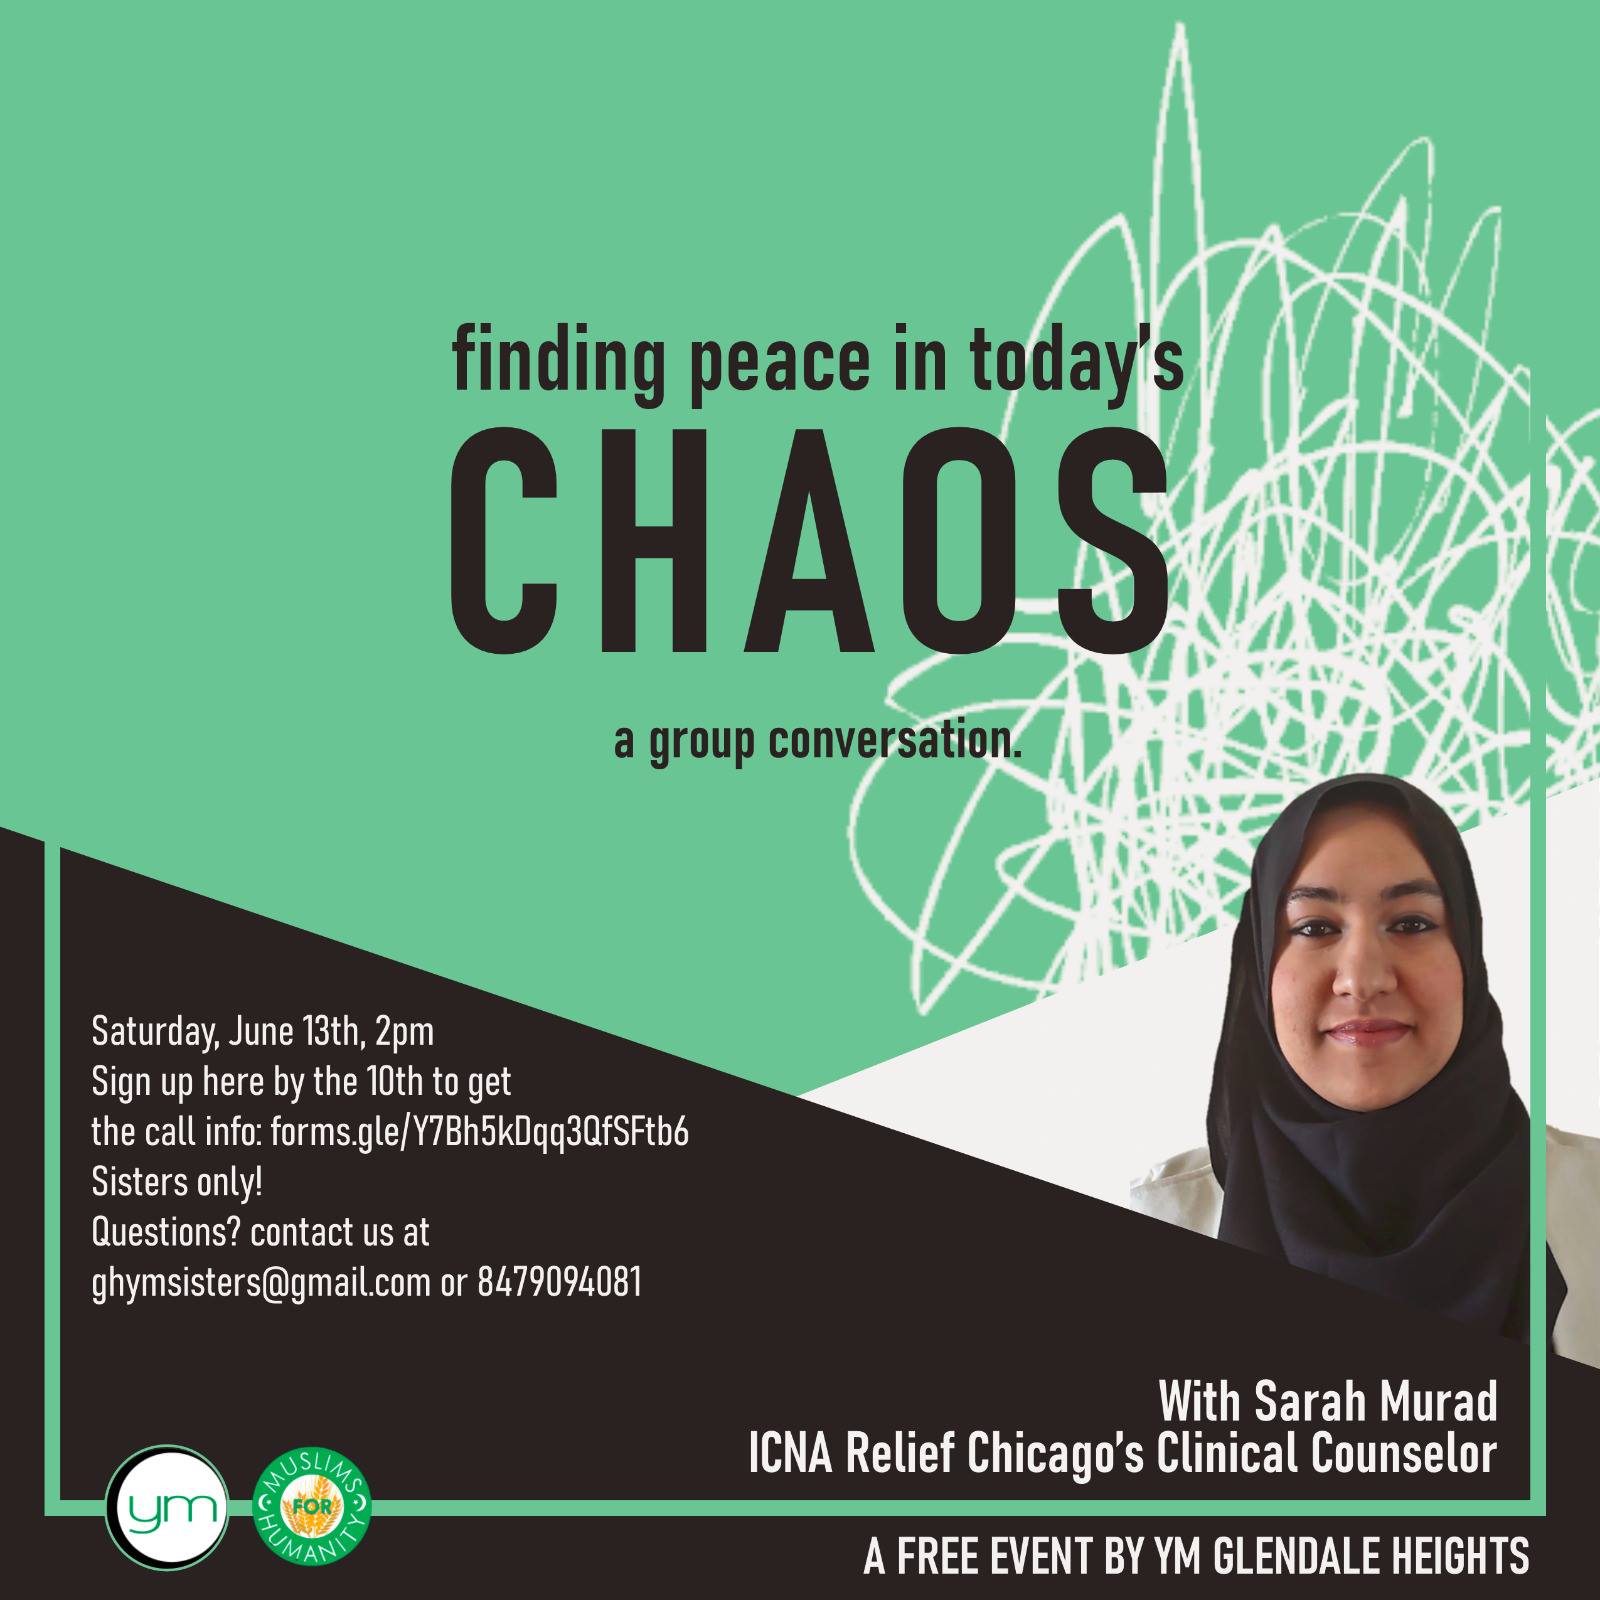 finding peace in today's
CHAOS
a group conversation.
Saturday, June 13th, 2pm
Sign up here by the 10th to get
the call info: forms.gle/Y7Bh5kDqq3QfSFtb6
Sisters only!
Questions? contact us at
ghymsisters@gmail.com or 8479094081
With Sarah Murad
ICNA Relief Chicago's Clinical Counselor
ym
MUSLIMS
FOR
HUMANITY
A FREE EVENT BY YM GLENDALE HEIGHTS